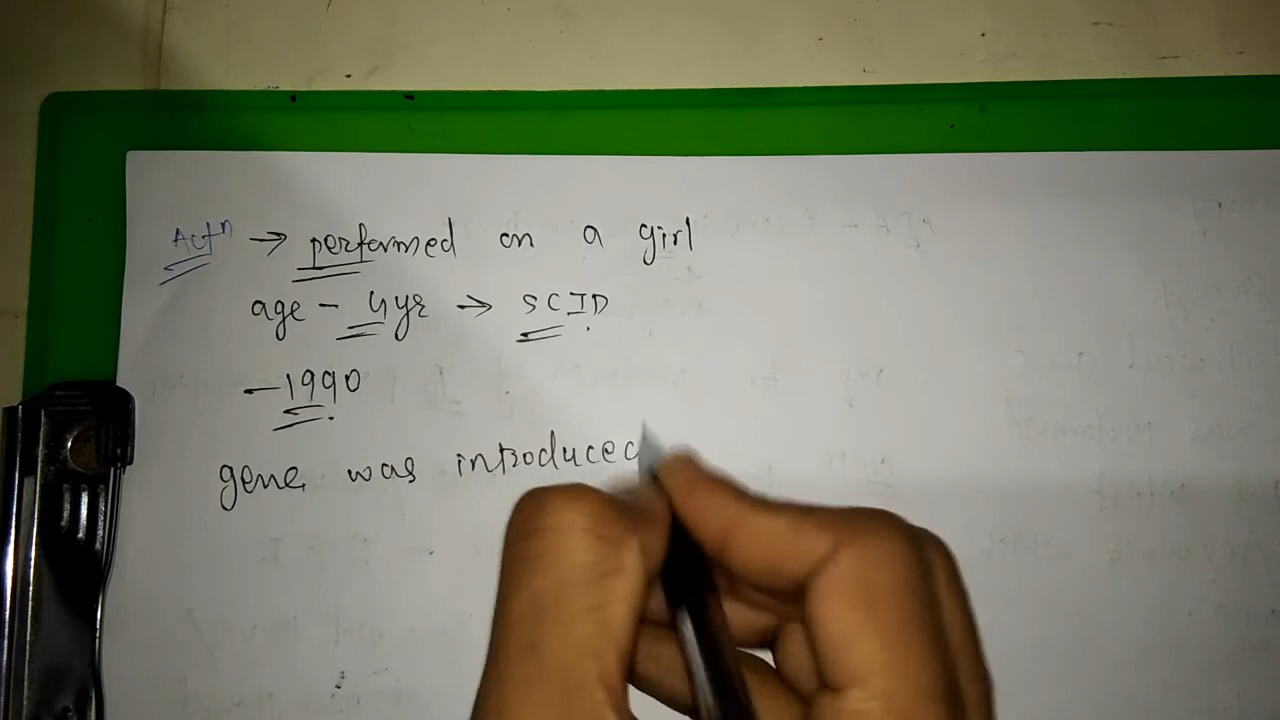 Actⁿ → performed on a girl
age - 4yr → SCID
- 1990
gene was introduced